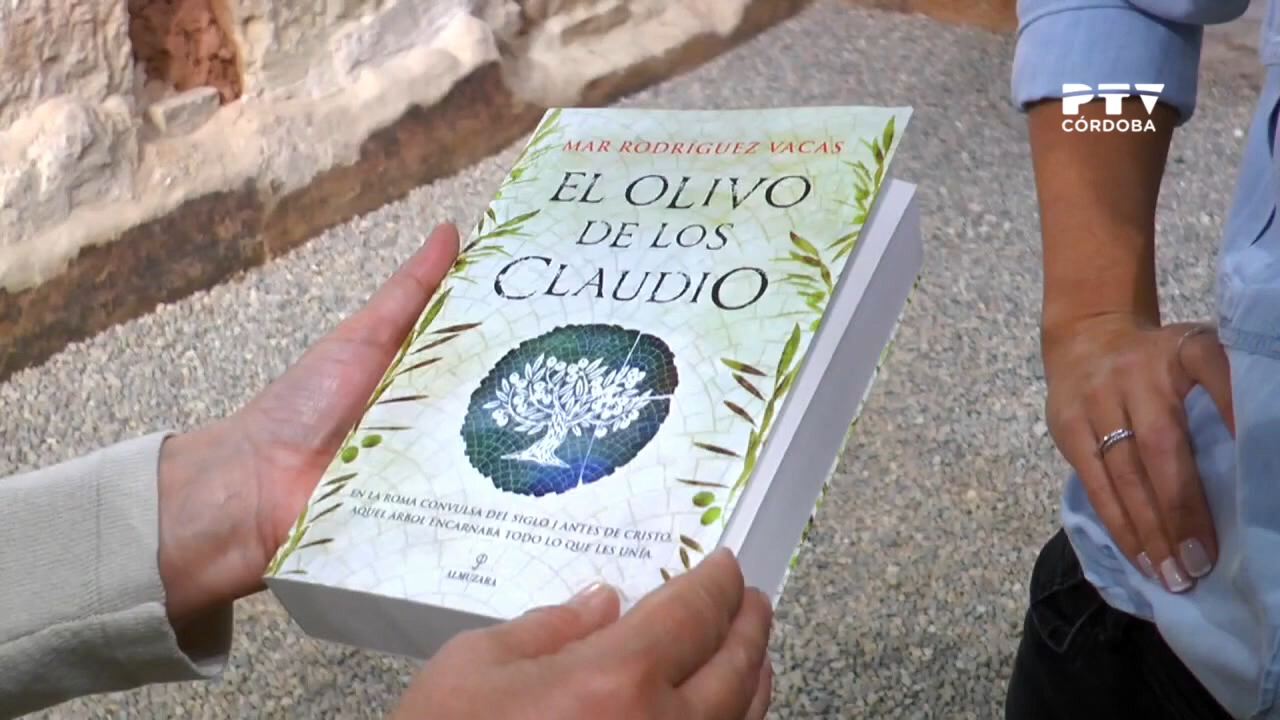 PTV
CÓRDOBA
MAR RODRÍGUEZ VACAS
EL OLIVO
DE LOS
CLAUDIO
EN LA ROMA CONVULSA DEL SIGLO I ANTES DE CRISTO,
AQUEL ÁRBOL ENCARNABA TODO LO QUE LES UNÍA.
ALMUZARA